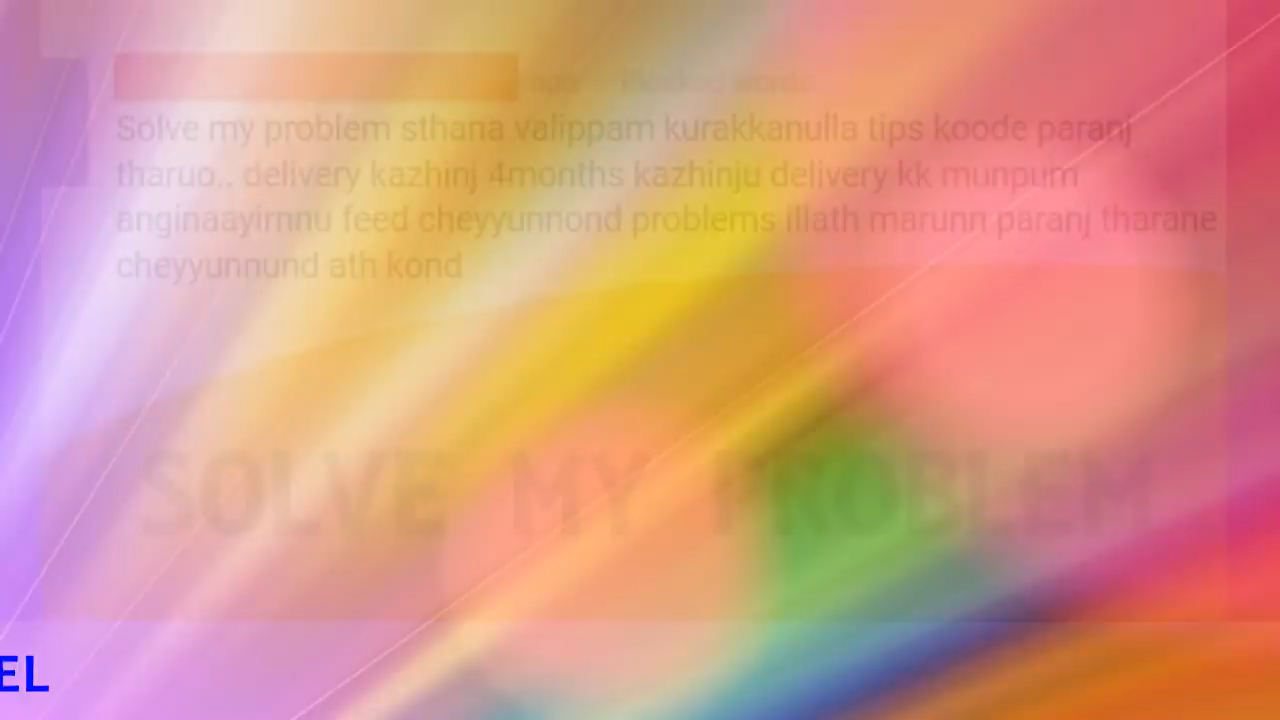 Solve my problem sthana valippam kurakkanulla tips koode paranj
tharuo.. delivery kazhinj 4months kazhinju delivery kk munpum
anginaayirnnu feed cheyyunnond problems illath marunn paranj tharane
cheyyunnund ath kond
SOLVE MY PROBLEM
EL